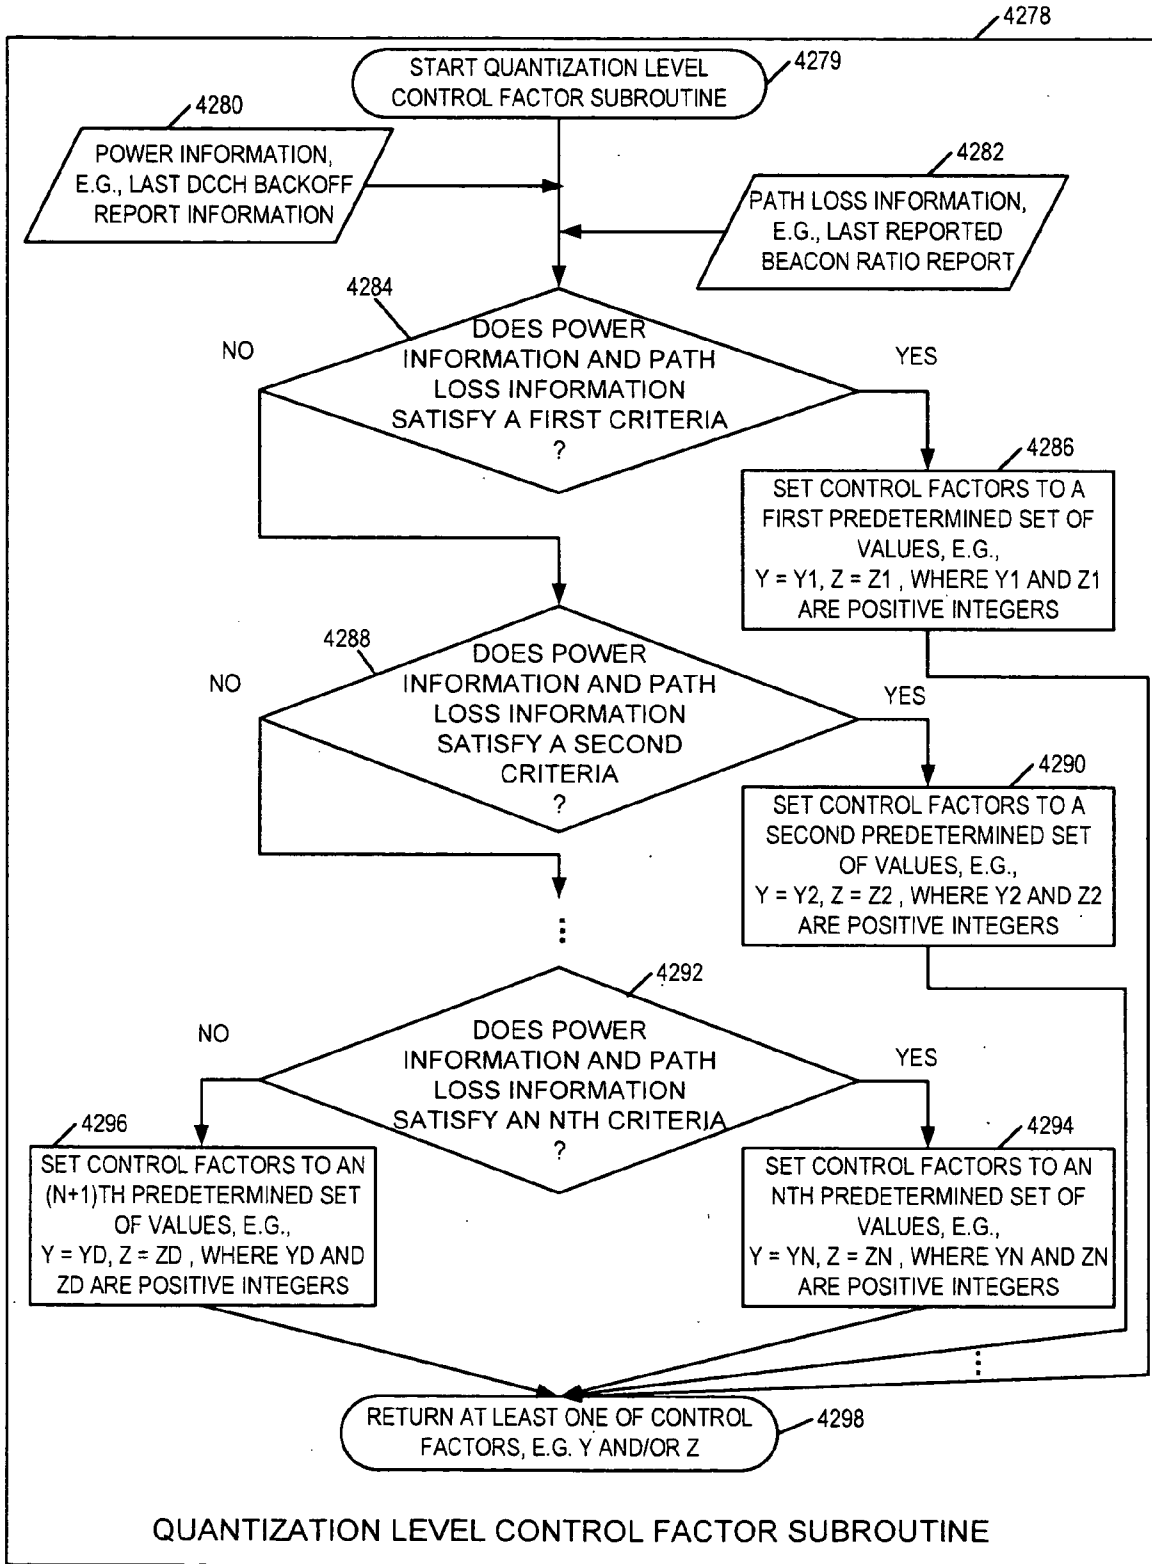 4278
START QUANTIZATION LEVEL
CONTROL FACTOR SUBROUTINE
4279
4280
POWER INFORMATION,
E.G., LAST DCCH BACKOFF
REPORT INFORMATION
4282
PATH LOSS INFORMATION,
E.G., LAST REPORTED
BEACON RATIO REPORT
4284
DOES POWER
INFORMATION AND PATH
LOSS INFORMATION
SATISFY A FIRST CRITERIA
?
NO
YES
4286
SET CONTROL FACTORS TO A
FIRST PREDETERMINED SET OF
VALUES, E.G.,
Y = Y1, Z = Z1 , WHERE Y1 AND Z1
ARE POSITIVE INTEGERS
4288
DOES POWER
INFORMATION AND PATH
LOSS INFORMATION
SATISFY A SECOND
CRITERIA
?
NO
YES
4290
SET CONTROL FACTORS TO A
SECOND PREDETERMINED SET
OF VALUES, E.G.,
Y = Y2, Z = Z2 , WHERE Y2 AND Z2
ARE POSITIVE INTEGERS
⋮
4292
DOES POWER
INFORMATION AND PATH
LOSS INFORMATION
SATISFY AN NTH CRITERIA
?
NO
YES
4296
SET CONTROL FACTORS TO AN
(N+1)TH PREDETERMINED SET
OF VALUES, E.G.,
Y = YD, Z = ZD , WHERE YD AND
ZD ARE POSITIVE INTEGERS
4294
SET CONTROL FACTORS TO AN
NTH PREDETERMINED SET OF
VALUES, E.G.,
Y = YN, Z = ZN , WHERE YN AND ZN
ARE POSITIVE INTEGERS
⋮
RETURN AT LEAST ONE OF CONTROL
FACTORS, E.G. Y AND/OR Z
4298
QUANTIZATION LEVEL CONTROL FACTOR SUBROUTINE